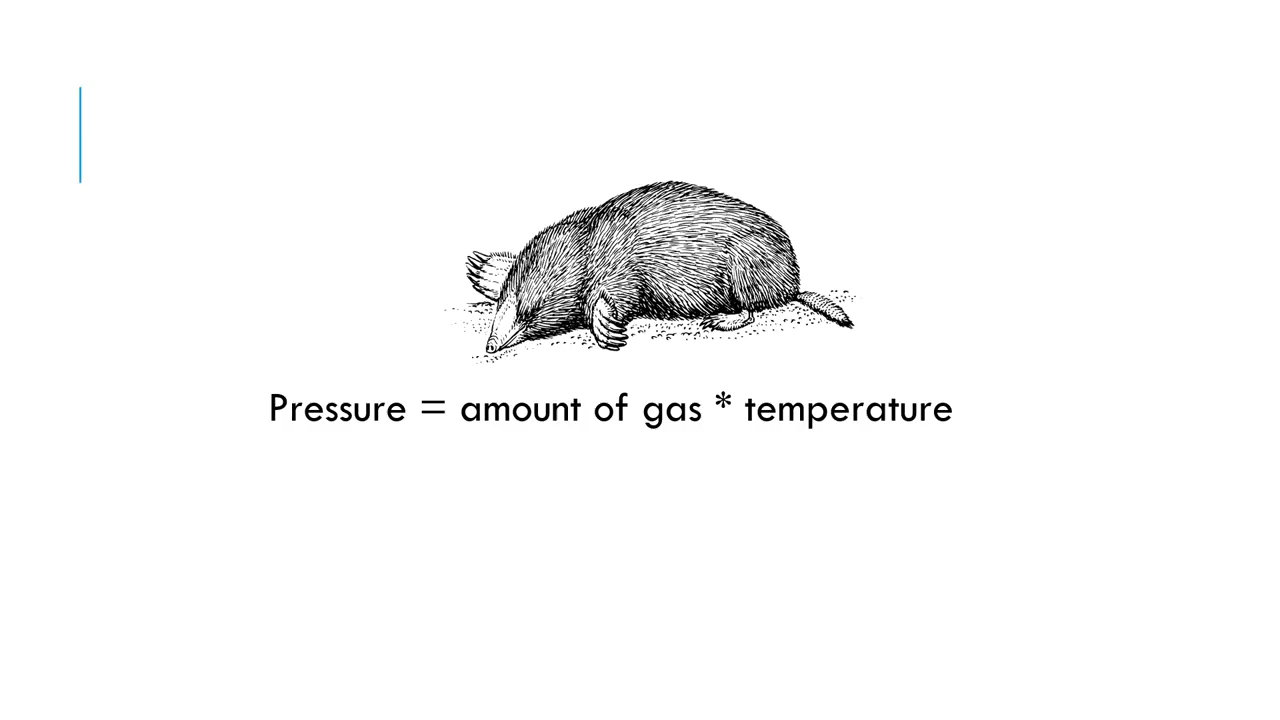 Pressure = amount of gas * temperature